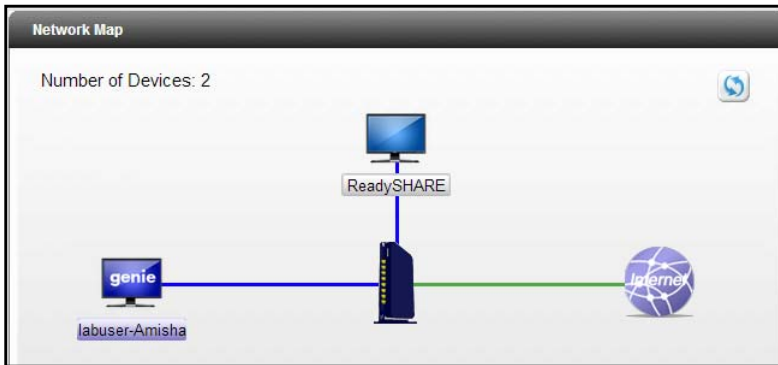 Network Map
Number of Devices: 2
ReadySHARE
genie
Internet
labuser-Amisha